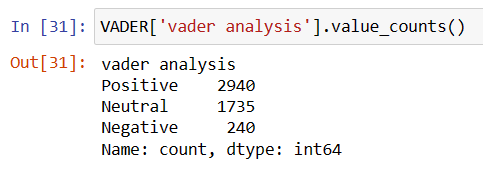 In [31]: VADER['vader analysis'].value_counts()
Out[31]: vader analysis
Positive    2940
Neutral     1735
Negative     240
Name: count, dtype: int64